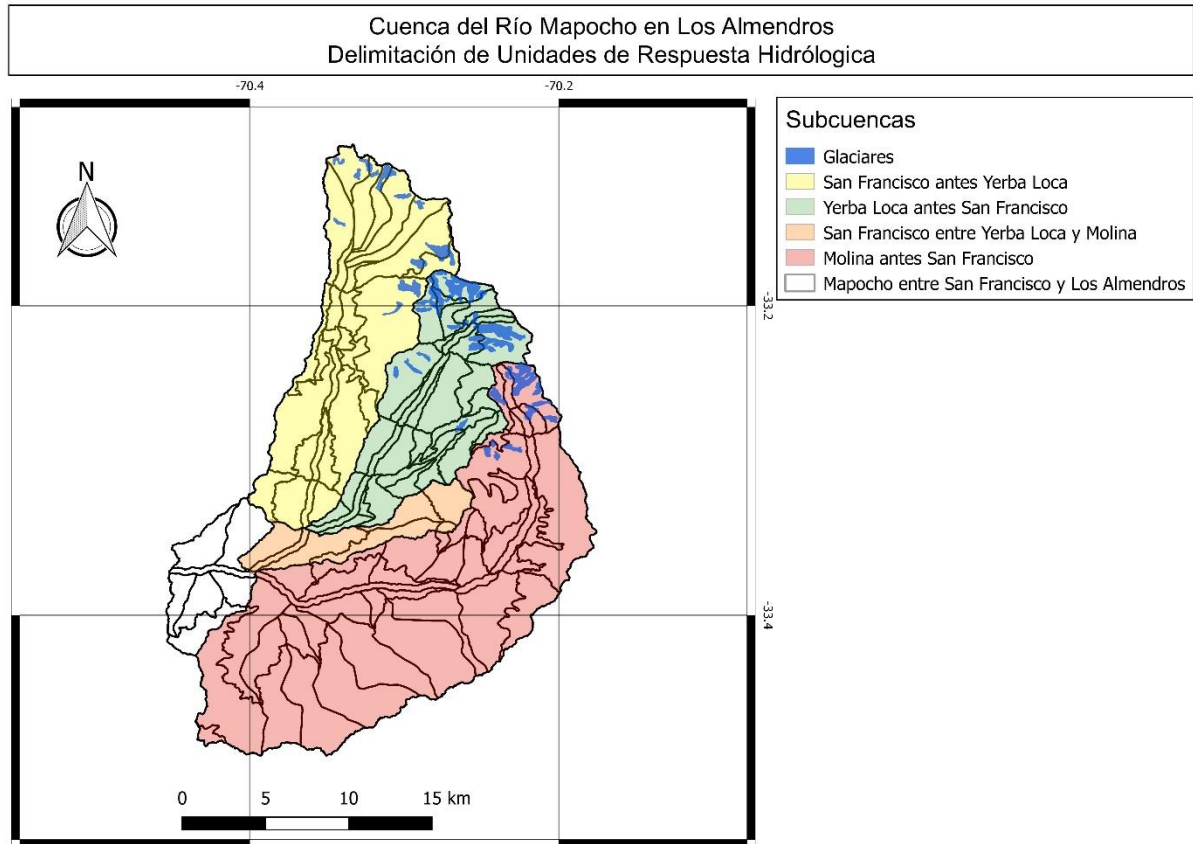 Cuenca del Río Mapocho en Los Almendros
Delimitación de Unidades de Respuesta Hidrólogica
-70.4
-70.2
N
-33.2
-33.4
0 5 10 15 km
Subcuencas
Glaciares
San Francisco antes Yerba Loca
Yerba Loca antes San Francisco
San Francisco entre Yerba Loca y Molina
Molina antes San Francisco
Mapocho entre San Francisco y Los Almendros